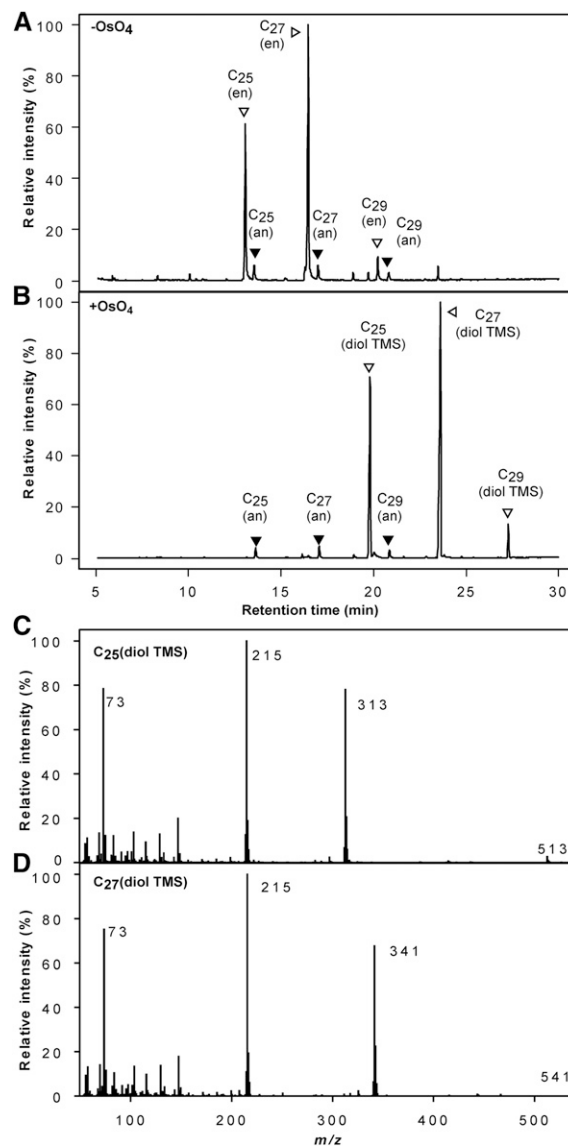 A
-OsO4
C27
(en)
C25
(en)
C25
(an)
C27
(an)
C29
(en)
C29
(an)
Relative intensity (%)
100
80
60
40
20
0
B
+OsO4
C25
(diol TMS)
C27
(diol TMS)
C29
(diol TMS)
C25
(an)
C27
(an)
C29
(an)
Relative intensity (%)
100
80
60
40
20
0
5 10 15 20 25 30
Retention time (min)
C
C25(diol TMS)
73
215
313
513
Relative intensity (%)
100
80
60
40
20
0
D
C27(diol TMS)
73
215
341
541
Relative intensity (%)
100
80
60
40
20
0
100 200 300 400 500
m/z